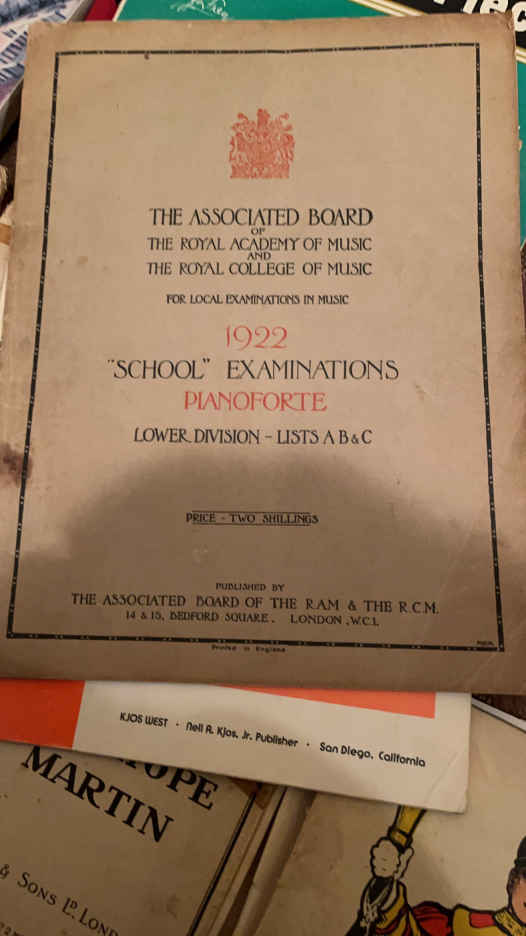 THE ASSOCIATED BOARD
OF
THE ROYAL ACADEMY OF MUSIC
AND
THE ROYAL COLLEGE OF MUSIC
FOR LOCAL EXAMINATIONS IN MUSIC
1922
"SCHOOL" EXAMINATIONS
PIANOFORTE
LOWER DIVISION - LISTS A B & C
PRICE - TWO SHILLINGS
PUBLISHED BY
THE ASSOCIATED BOARD OF THE R.A.M. & THE R.C.M.
14 & 15, BEDFORD SQUARE, LONDON, W.C.1.
Printed in England
KJOS WEST · Neil A. Kjos, Jr. Publisher · San Diego, California
MARTIN
& SONS LD. LOND